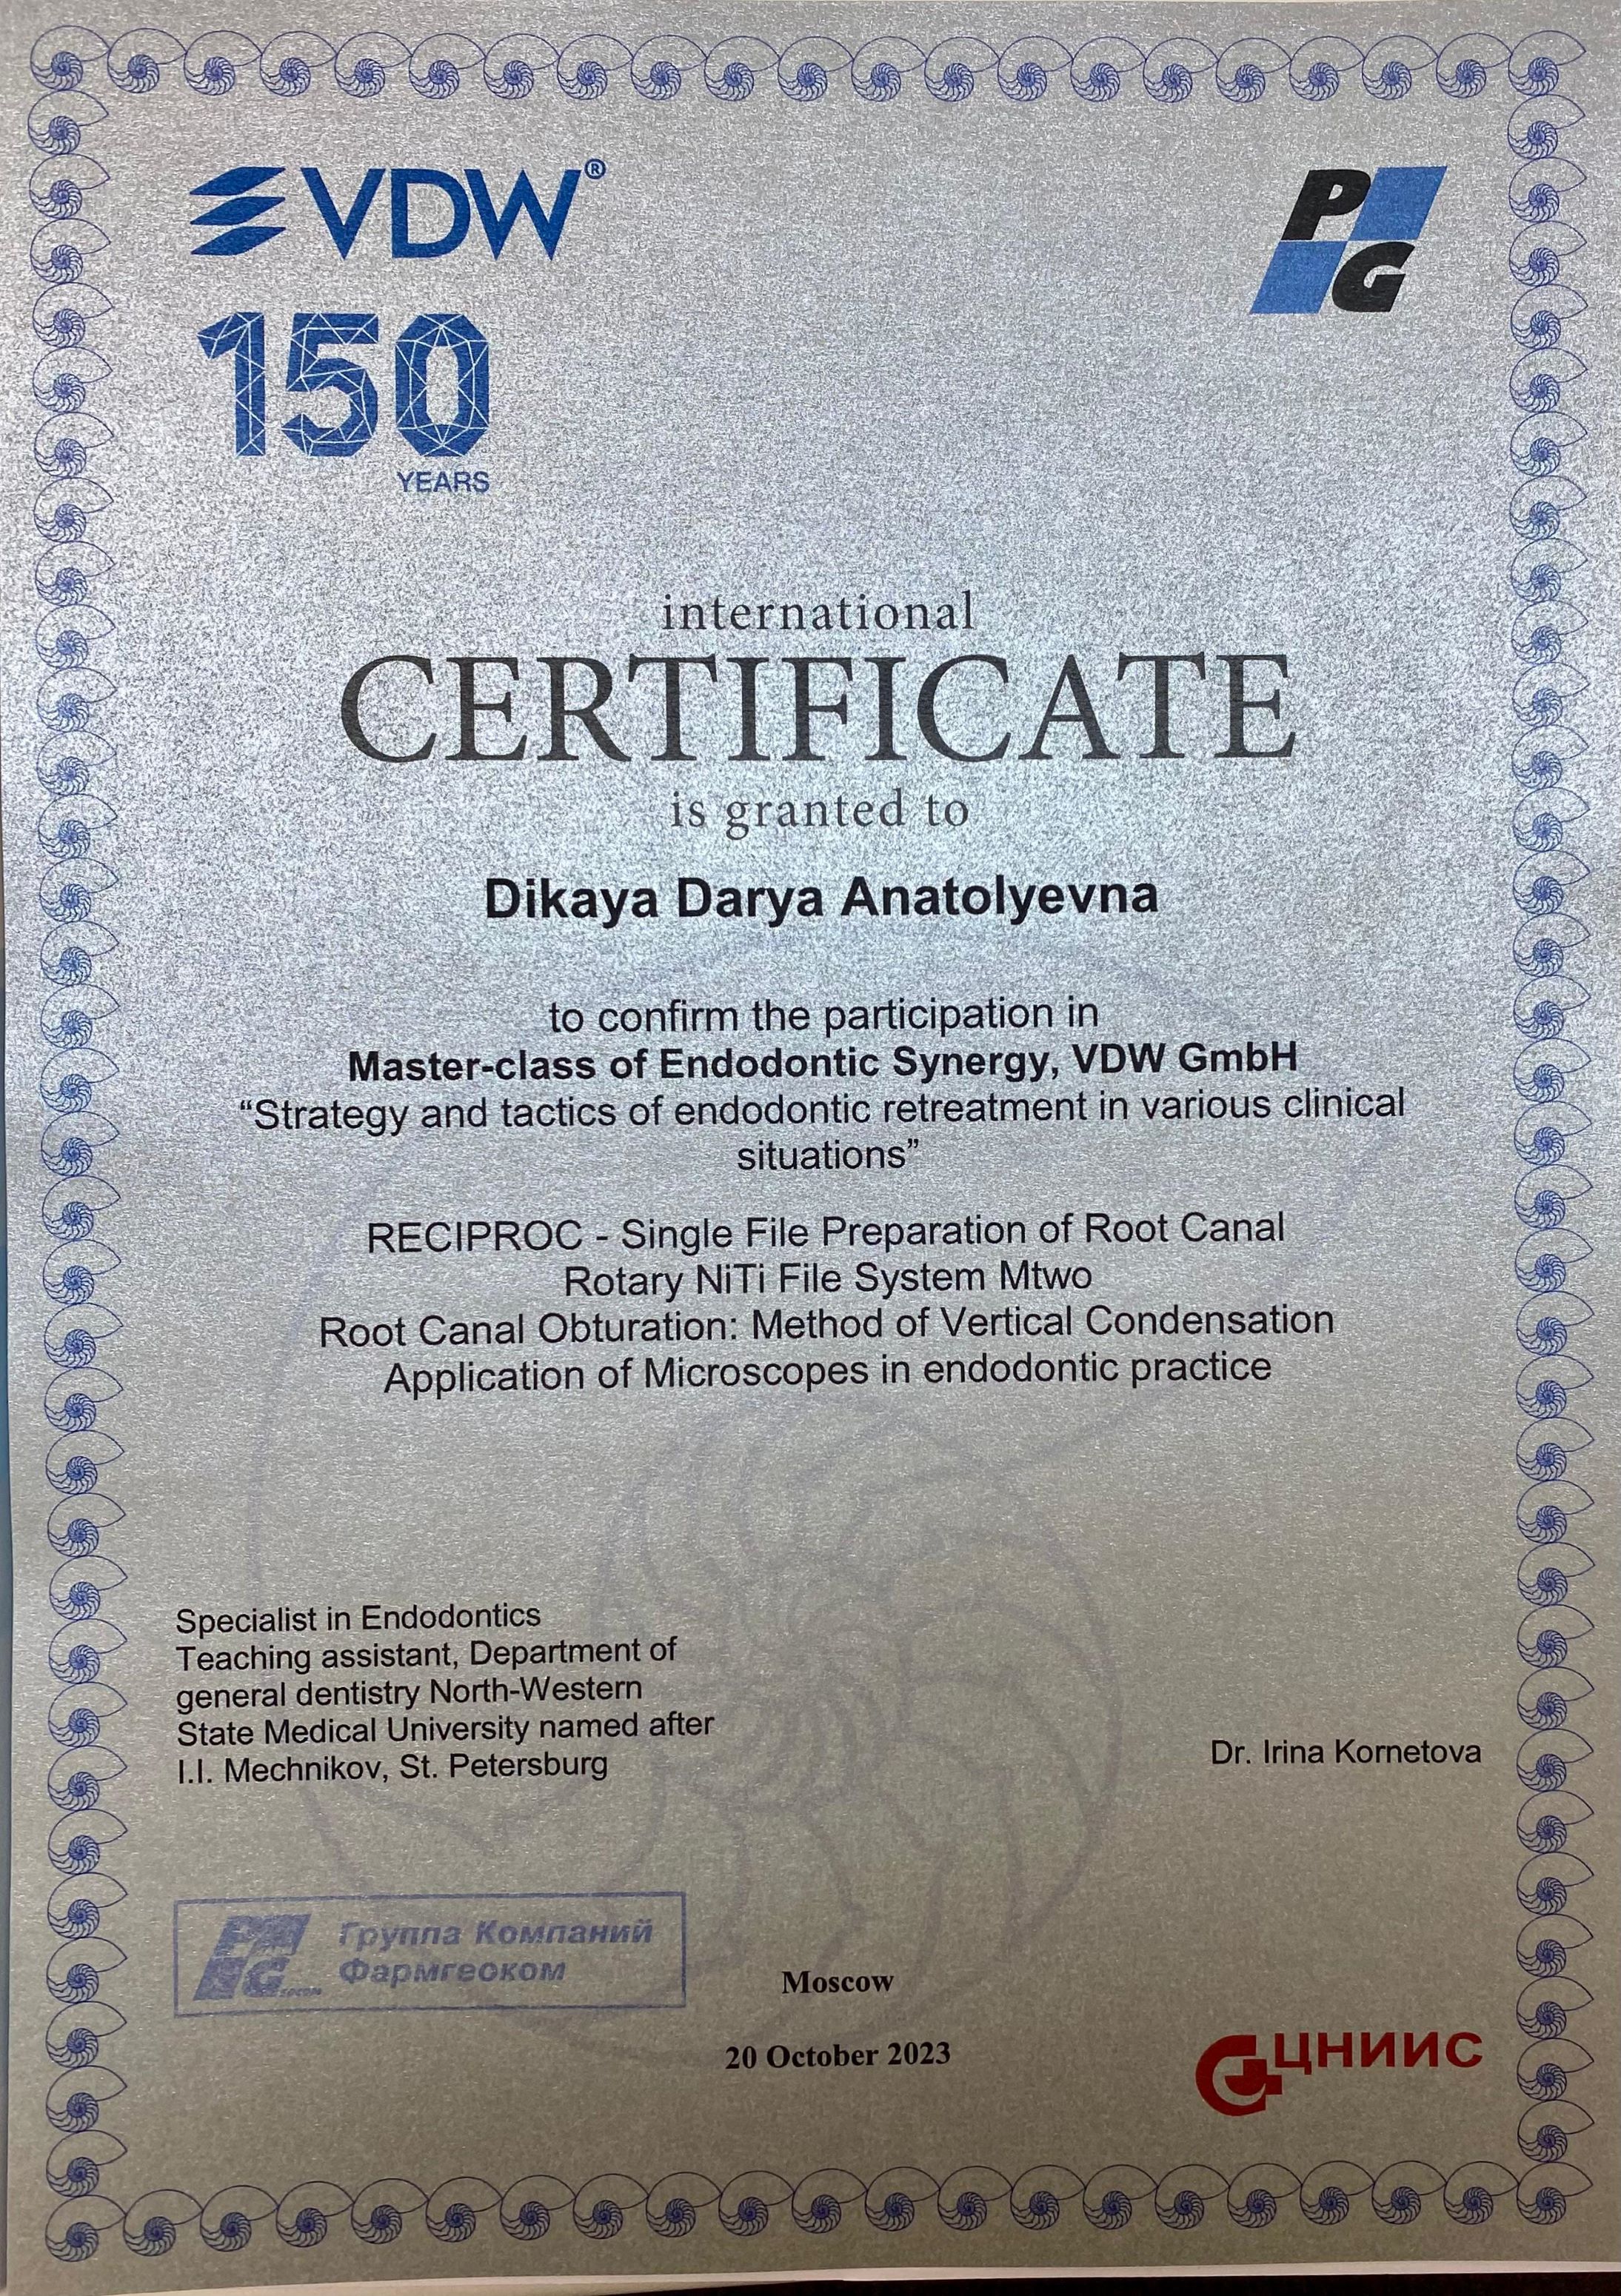 VDW®
150
YEARS
P
G
international
CERTIFICATE
is granted to
Dikaya Darya Anatolyevna
to confirm the participation in
Master-class of Endodontic Synergy, VDW GmbH
“Strategy and tactics of endodontic retreatment in various clinical
situations”
RECIPROC - Single File Preparation of Root Canal
Rotary NiTi File System Mtwo
Root Canal Obturation: Method of Vertical Condensation
Application of Microscopes in endodontic practice
Specialist in Endodontics
Teaching assistant, Department of
general dentistry North-Western
State Medical University named after
I.I. Mechnikov, St. Petersburg
Dr. Irina Kornetova
Группа Компаний
Фармгеоком
Moscow
20 October 2023
ЦНИИС